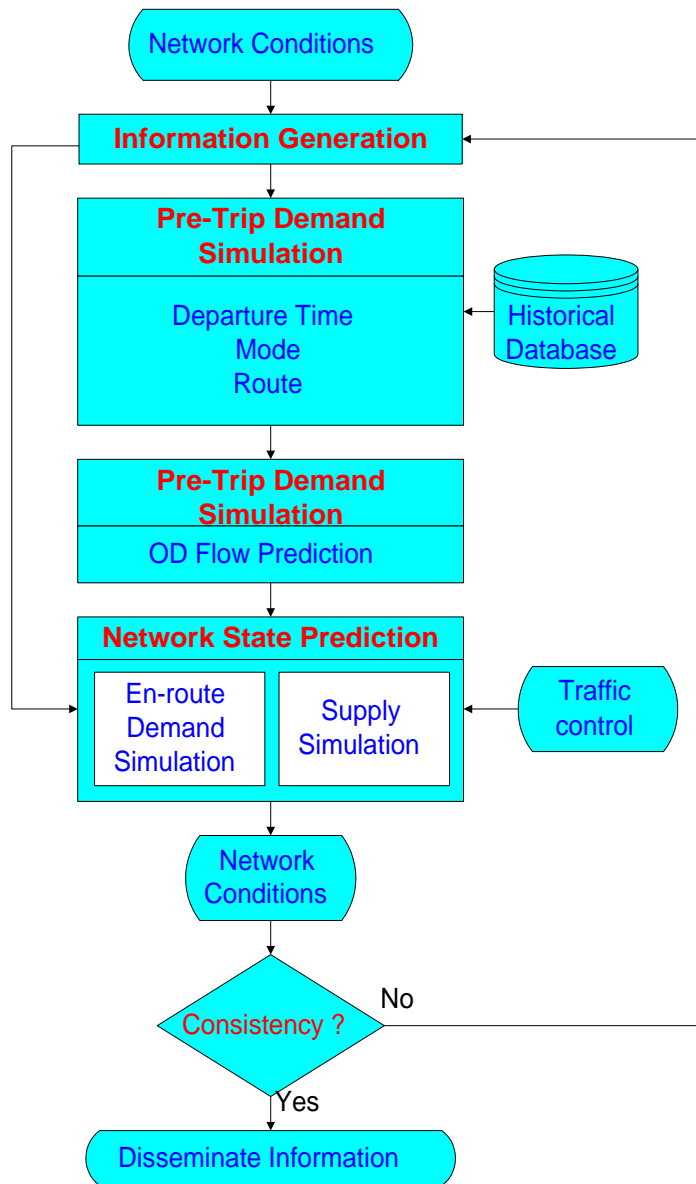 Network Conditions
Information Generation
Pre-Trip Demand
Simulation
Departure Time
Mode
Route
Historical
Database
Pre-Trip Demand
Simulation
OD Flow Prediction
Network State Prediction
En-route
Demand
Simulation
Supply
Simulation
Traffic
control
Network
Conditions
Consistency ?
No
Yes
Disseminate Information